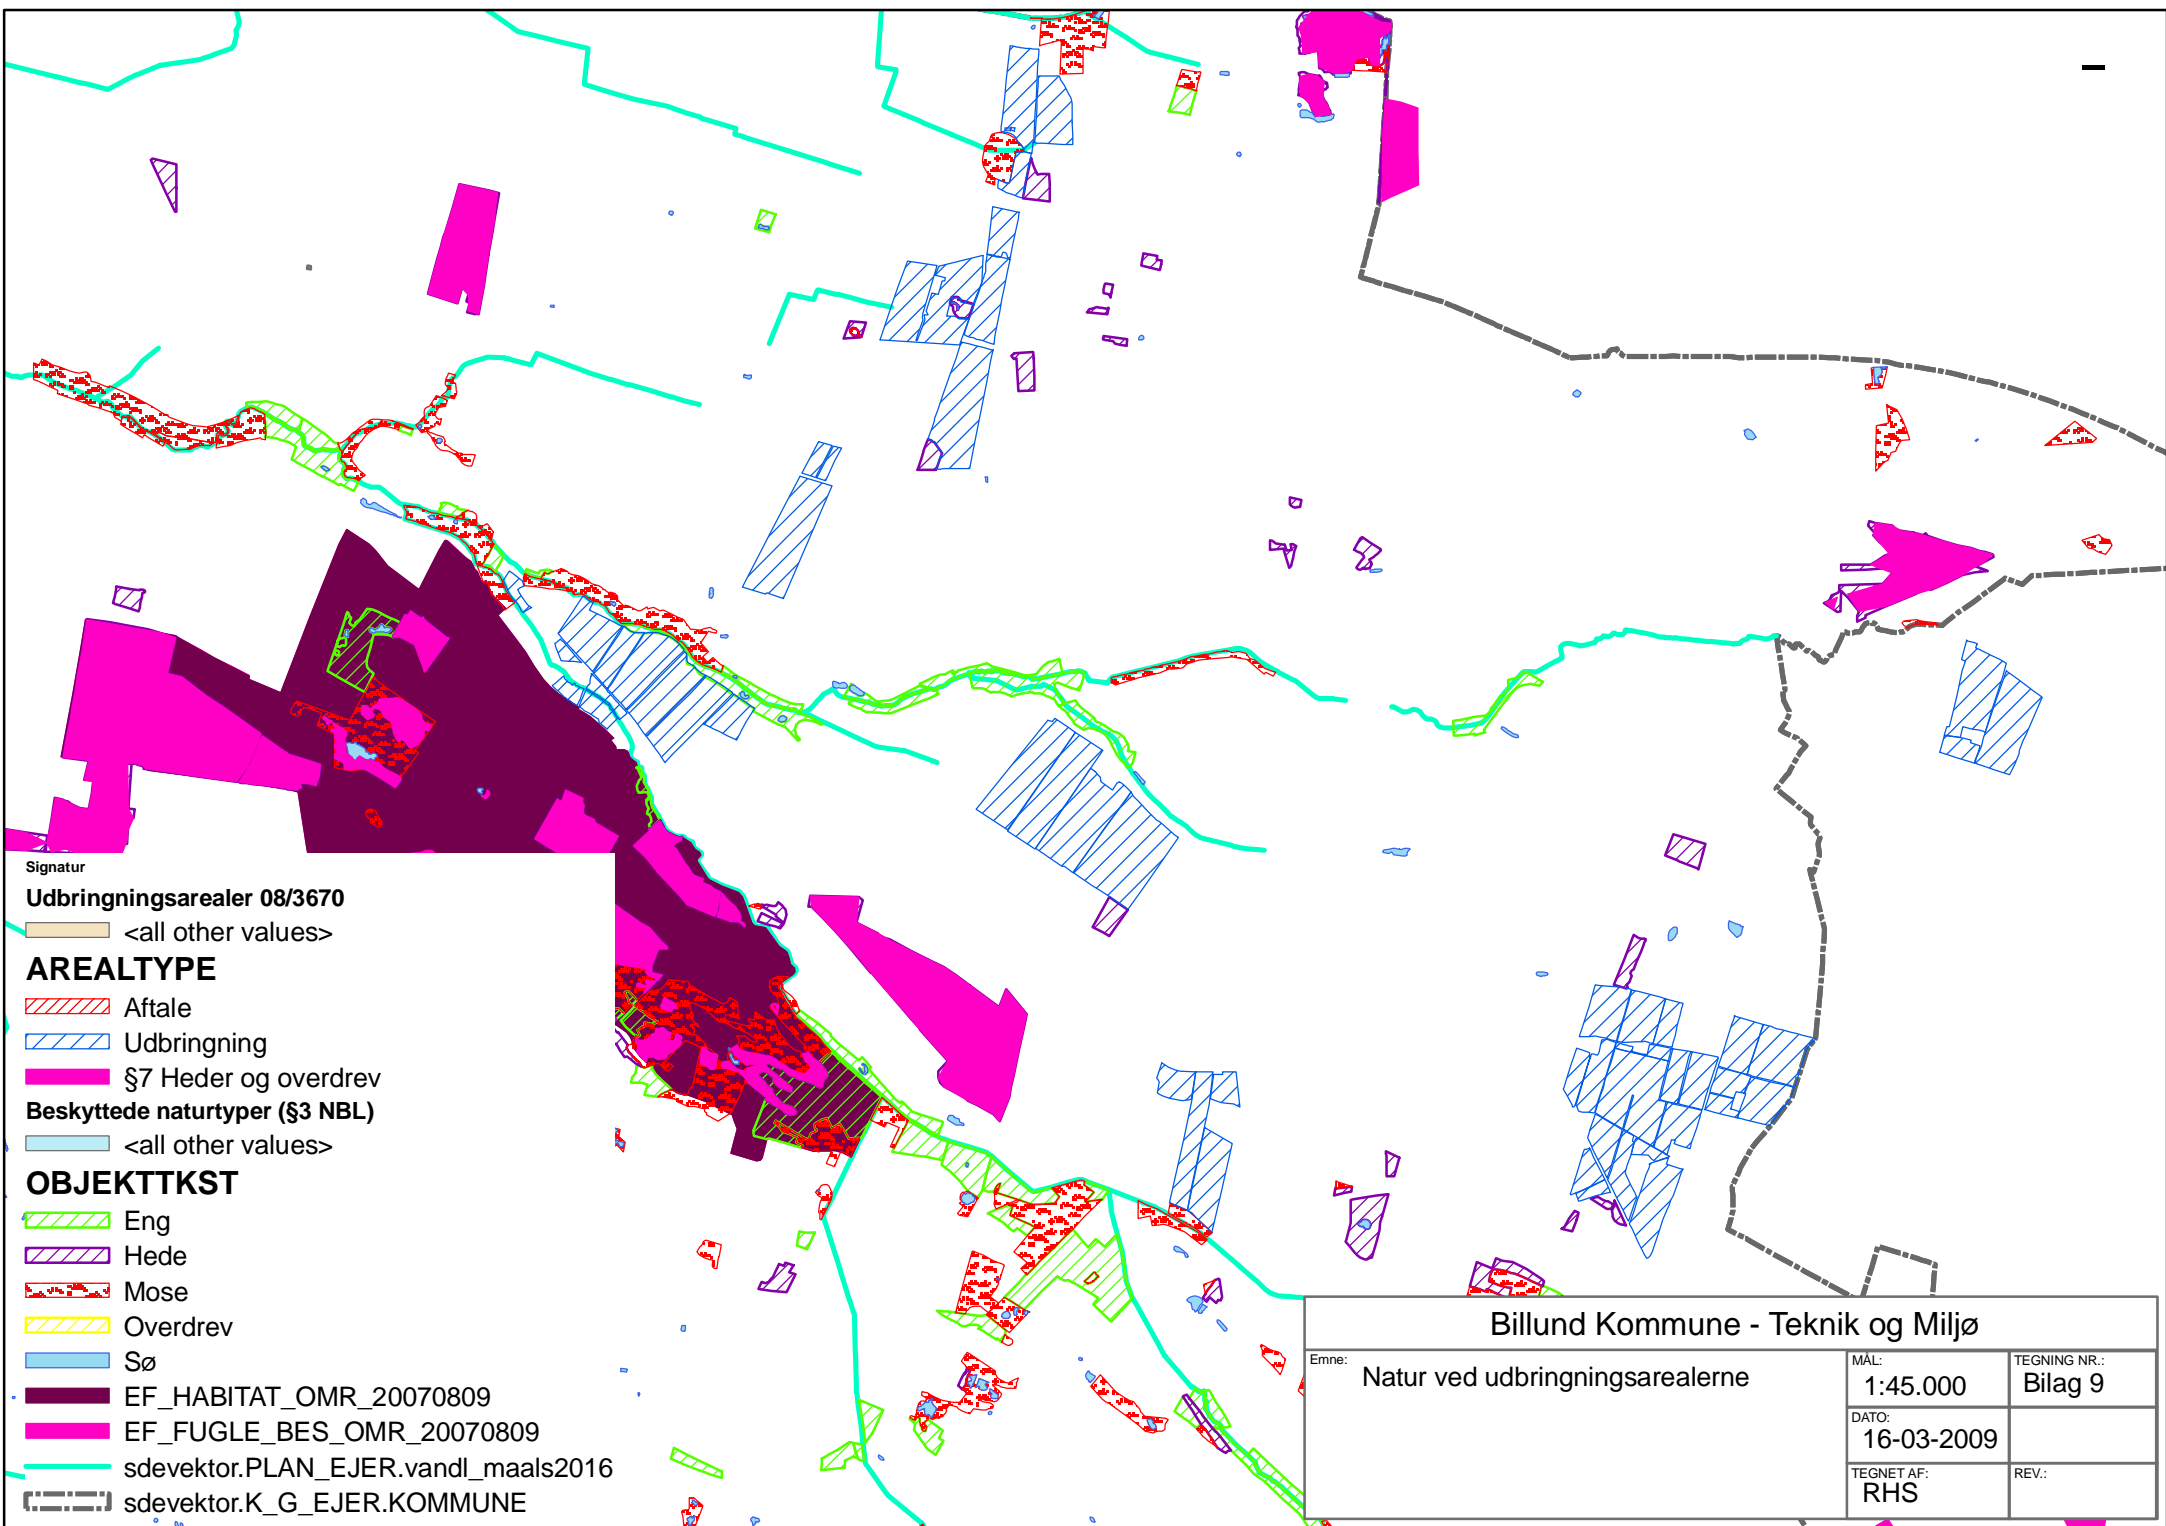 Signatur
Udbringningsarealer 08/3670
<all other values>
AREALTYPE
Aftale
Udbringning
§7 Heder og overdrev
Beskyttede naturtyper (§3 NBL)
<all other values>
OBJEKTTKST
Eng
Hede
Mose
Overdrev
Sø
EF_HABITAT_OMR_20070809
EF_FUGLE_BES_OMR_20070809
sdevektor.PLAN_EJER.vandl_maals2016
sdevektor.K_G_EJER.KOMMUNE
Billund Kommune - Teknik og Miljø
Emne:
Natur ved udbringningsarealerne
MÅL:
1:45.000
TEGNING NR.:
Bilag 9
DATO:
16-03-2009
TEGNET AF:
RHS
REV.: